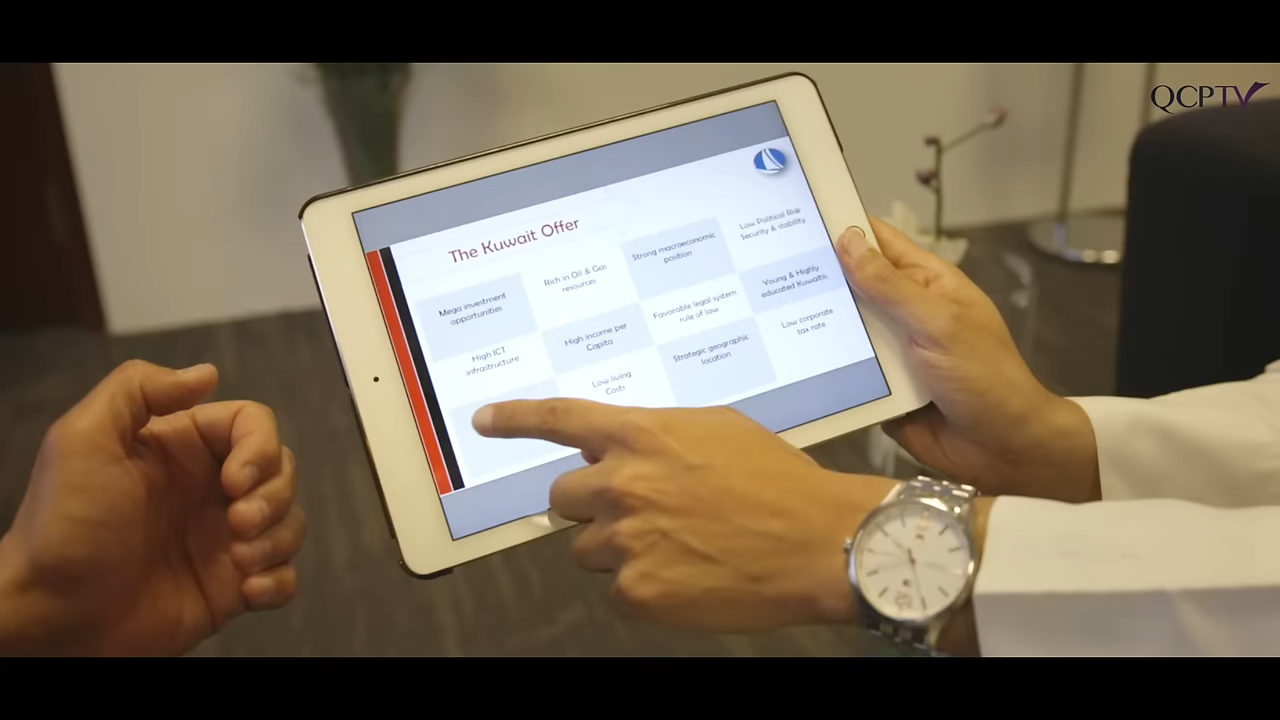 QCPTV
The Kuwait Offer
Mega investment
opportunities
Rich in Oil & Gas
resources
Strong macroeconomic
position
Low Political Risk
Security & stability
High ICT
infrastructure
High income per
Capita
Favorable legal system
rule of law
Young & Highly
educated Kuwaitis.
Low living
Costs
Strategic geographic
location
Low corporate
tax rate